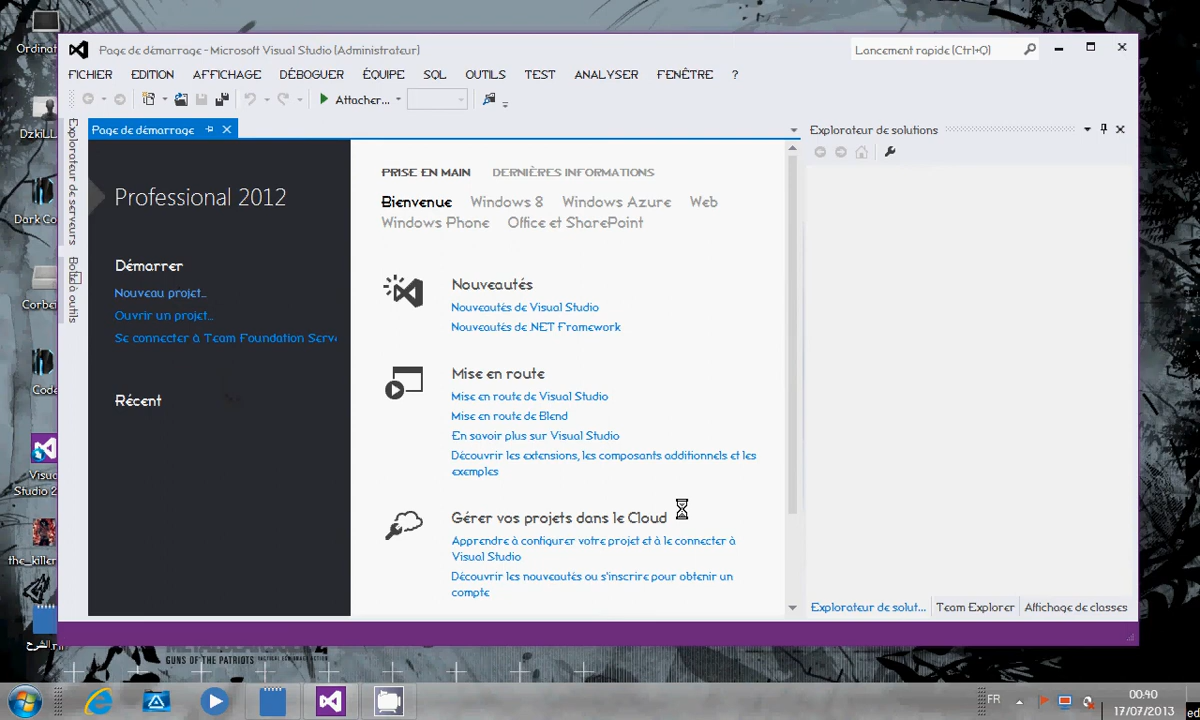 Page de démarrage - Microsoft Visual Studio (Administrateur)
Lancement rapide (Ctrl+Q)
FICHIER EDITION AFFICHAGE DÉBOGUER ÉQUIPE SQL OUTILS TEST ANALYSER FENÊTRE ?
Attacher...
Page de démarrage
Explorateur de solutions
Explorateur de serveurs
Boîte à outils
Professional 2012
Démarrer
Nouveau projet...
Ouvrir un projet...
Se connecter à Team Foundation Serve
Récent
PRISE EN MAIN DERNIÈRES INFORMATIONS
Bienvenue Windows 8 Windows Azure Web
Windows Phone Office et SharePoint
Nouveautés
Nouveautés de Visual Studio
Nouveautés de .NET Framework
Mise en route
Mise en route de Visual Studio
Mise en route de Blend
En savoir plus sur Visual Studio
Découvrir les extensions, les composants additionnels et les
exemples
Gérer vos projets dans le Cloud
Apprendre à configurer votre projet et à le connecter à
Visual Studio
Découvrir les nouveautés ou s'inscrire pour obtenir un
compte
Explorateur de solut... Team Explorer Affichage de classes
Ordinat
DzkiLL
Dark Co
Corbei
Code
Visua
Studio 2
the_killer
الشرح
GUNS OF THE PATRIOTS TACTICAL ESPIONAGE ACTION
FR
00:40
17/07/2013
ed